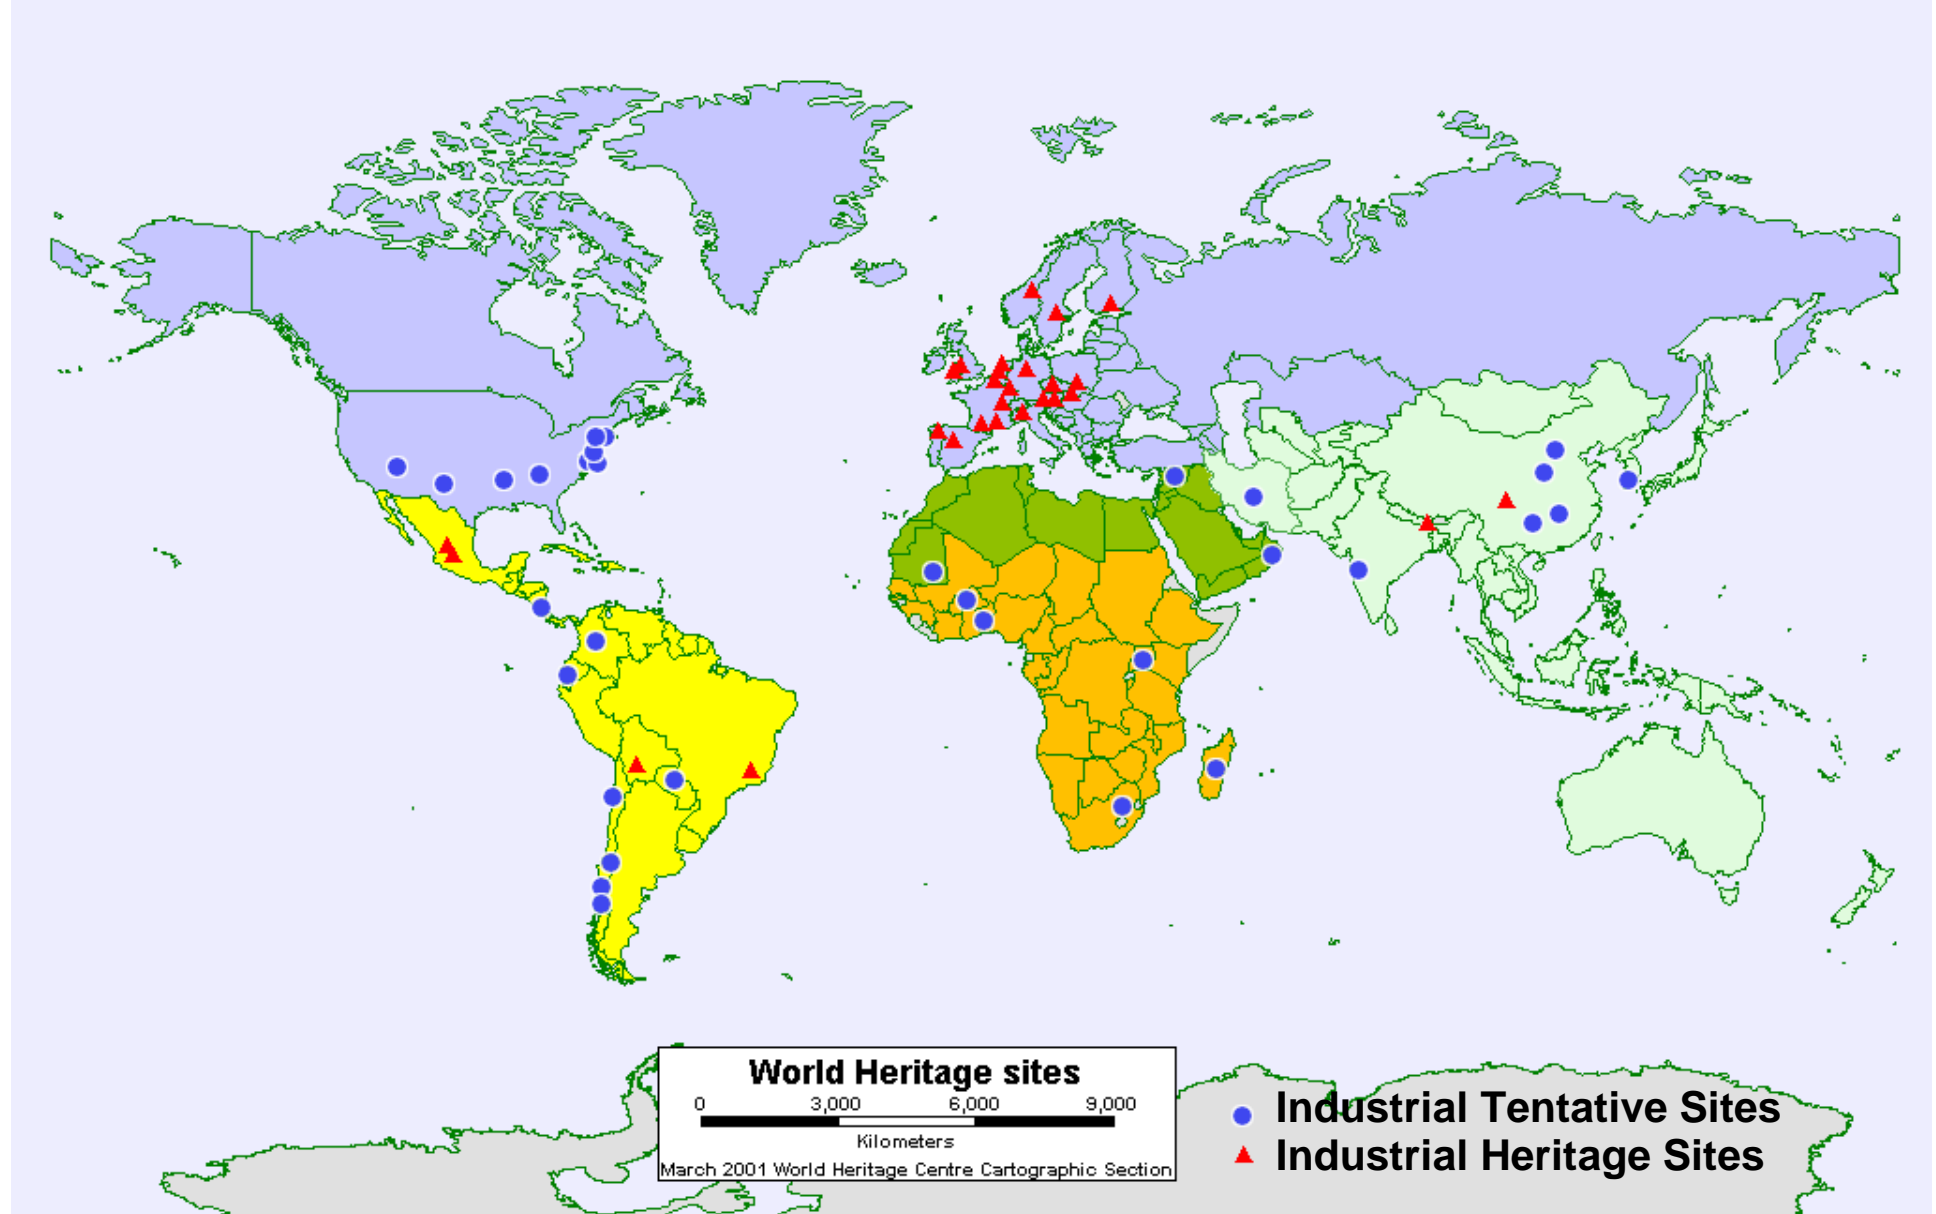 World Heritage sites
0 3,000 6,000 9,000
Kilometers
March 2001 World Heritage Centre Cartographic Section
Industrial Tentative Sites
Industrial Heritage Sites